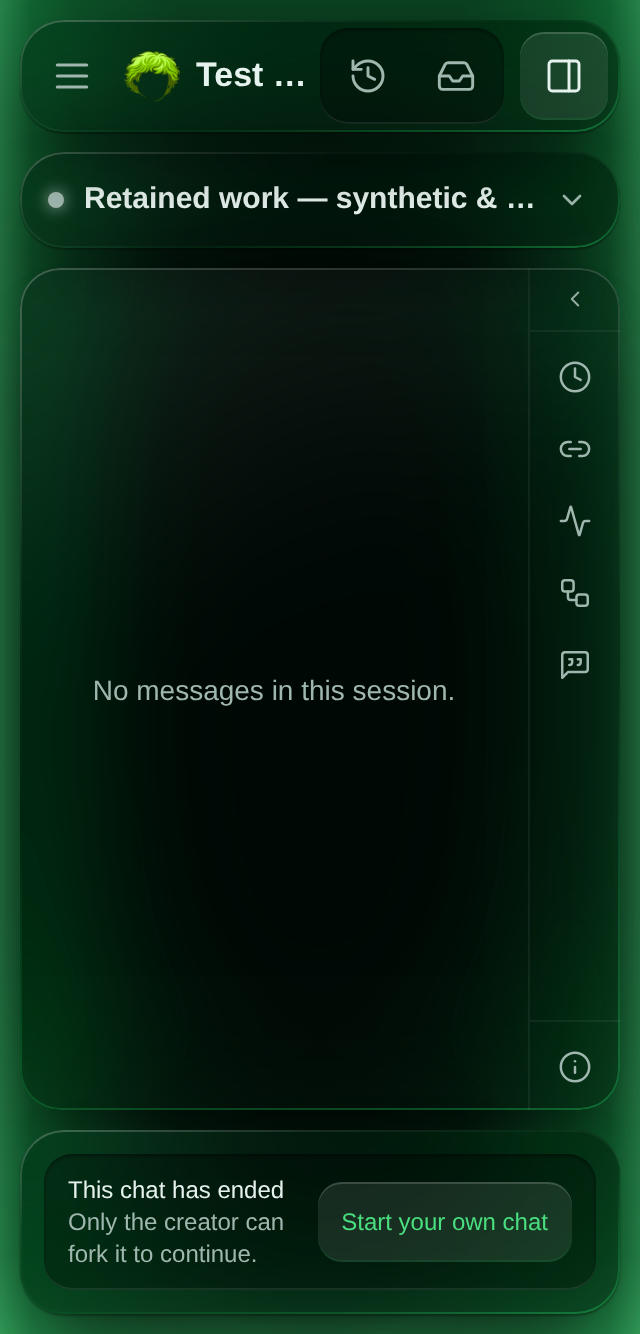 Test ...
Retained work — synthetic & ...
No messages in this session.
This chat has ended
Only the creator can
fork it to continue.
Start your own chat